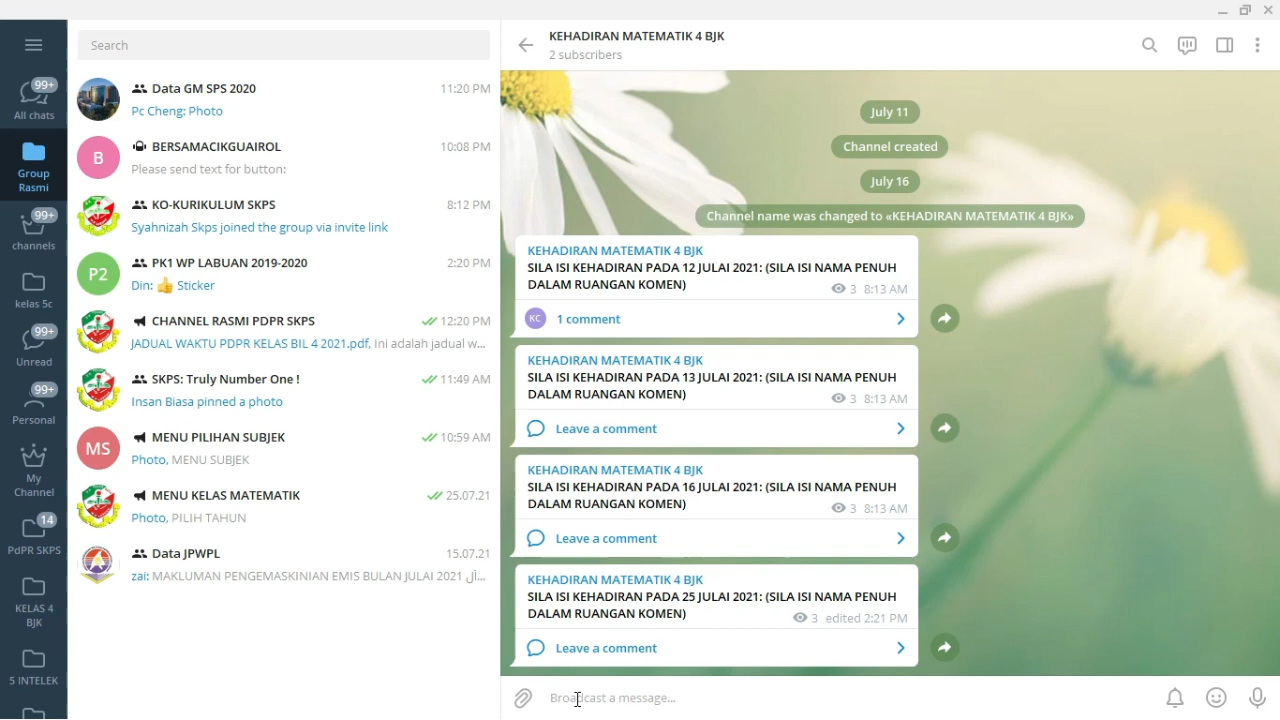 99+
All chats
Group
Rasmi
99+
channels
kelas 5c
99+
Unread
99+
Personal
My
Channel
14
PdPR SKPS
KELAS 4
BJK
5 INTELEK
Search
Data GM SPS 2020 11:20 PM
Pc Cheng: Photo
B
BERSAMACIKGUAIROL 10:08 PM
Please send text for button:
KO-KURIKULUM SKPS 8:12 PM
Syahnizah Skps joined the group via invite link
P2
PK1 WP LABUAN 2019-2020 2:20 PM
Din: 👍 Sticker
CHANNEL RASMI PDPR SKPS 12:20 PM
JADUAL WAKTU PDPR KELAS BIL 4 2021.pdf, Ini adalah jadual w...
SKPS: Truly Number One ! 11:49 AM
Insan Biasa pinned a photo
MS
MENU PILIHAN SUBJEK 10:59 AM
Photo, MENU SUBJEK
MENU KELAS MATEMATIK 25.07.21
Photo, PILIH TAHUN
Data JPWPL 15.07.21
zai: MAKLUMAN PENGEMASKINIAN EMIS BULAN JULAI 2021 ...
KEHADIRAN MATEMATIK 4 BJK
2 subscribers
July 11
Channel created
July 16
Channel name was changed to «KEHADIRAN MATEMATIK 4 BJK»
KEHADIRAN MATEMATIK 4 BJK
SILA ISI KEHADIRAN PADA 12 JULAI 2021: (SILA ISI NAMA PENUH
DALAM RUANGAN KOMEN) 3 8:13 AM
KC 1 comment
KEHADIRAN MATEMATIK 4 BJK
SILA ISI KEHADIRAN PADA 13 JULAI 2021: (SILA ISI NAMA PENUH
DALAM RUANGAN KOMEN) 3 8:13 AM
Leave a comment
KEHADIRAN MATEMATIK 4 BJK
SILA ISI KEHADIRAN PADA 16 JULAI 2021: (SILA ISI NAMA PENUH
DALAM RUANGAN KOMEN) 3 8:13 AM
Leave a comment
KEHADIRAN MATEMATIK 4 BJK
SILA ISI KEHADIRAN PADA 25 JULAI 2021: (SILA ISI NAMA PENUH
DALAM RUANGAN KOMEN) 3 edited 2:21 PM
Leave a comment
Broadcast a message...